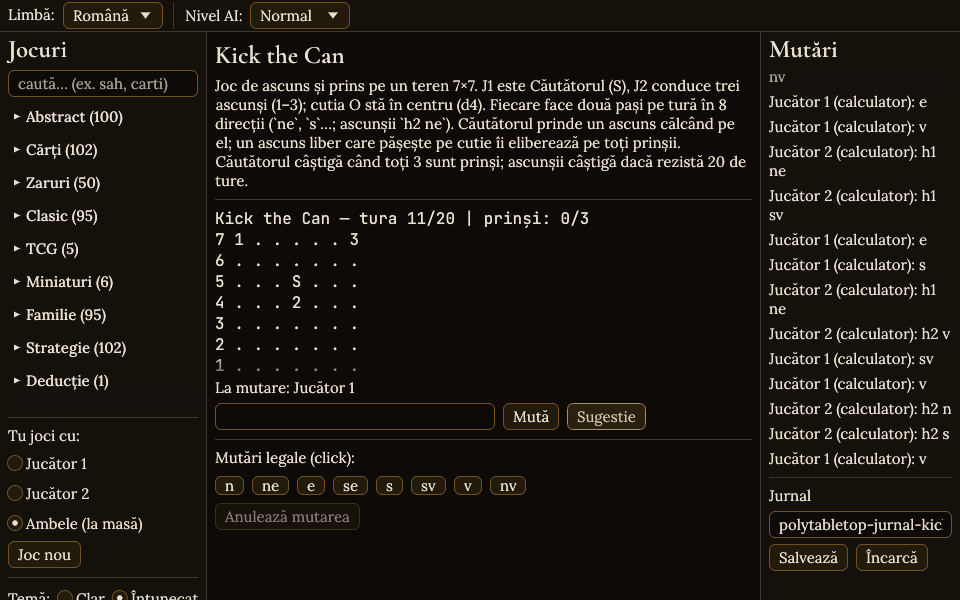 Limbă: Română ▼ Nivel AI: Normal ▼
Jocuri
caută... (ex. sah, carti)
▸ Abstract (100)
▸ Cărți (102)
▸ Zaruri (50)
▸ Clasic (95)
▸ TCG (5)
▸ Miniaturi (6)
▸ Familie (95)
▸ Strategie (102)
▸ Deducție (1)
Tu joci cu:
Jucător 1
Jucător 2
Ambele (la masă)
Joc nou
Temă: Clar Întunecat
Kick the Can
Joc de ascuns și prins pe un teren 7×7. J1 este Căutătorul (S), J2 conduce trei
ascunși (1–3); cutia O stă în centru (d4). Fiecare face două pași pe tură în 8
direcții (`ne`, `s`…; ascunșii `h2 ne`). Căutătorul prinde un ascuns călcând pe
el; un ascuns liber care pășește pe cutie îi eliberează pe toți prinșii.
Căutătorul câștigă când toți 3 sunt prinși; ascunșii câștigă dacă rezistă 20 de
ture.
Kick the Can — tura 11/20 | prinși: 0/3
7 1 . . . . . 3
6 . . . . . . .
5 . . . S . . .
4 . . . 2 . . .
3 . . . . . . .
2 . . . . . . .
1 . . . . . . .
La mutare: Jucător 1
Mută Sugestie
Mutări legale (click):
n ne e se s sv v nv
Anulează mutarea
Mutări
nv
Jucător 1 (calculator): e
Jucător 1 (calculator): v
Jucător 2 (calculator): h1
ne
Jucător 2 (calculator): h1
sv
Jucător 1 (calculator): e
Jucător 1 (calculator): s
Jucător 2 (calculator): h1
ne
Jucător 2 (calculator): h2 v
Jucător 1 (calculator): sv
Jucător 1 (calculator): v
Jucător 2 (calculator): h2 n
Jucător 2 (calculator): h2 s
Jucător 1 (calculator): v
Jurnal
polytabletop-jurnal-kic
Salvează Încarcă